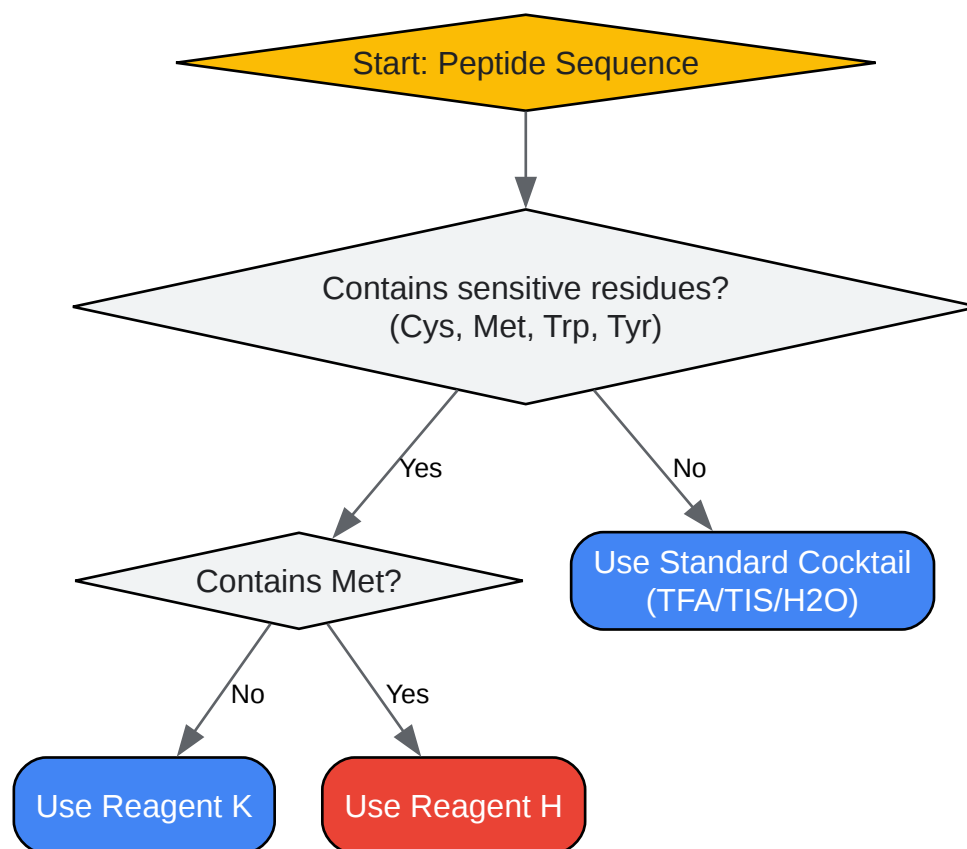 Start: Peptide Sequence
Contains sensitive residues?
(Cys, Met, Trp, Tyr)
Yes
No
Contains Met?
Use Standard Cocktail
(TFA/TIS/H2O)
No
Yes
Use Reagent K
Use Reagent H